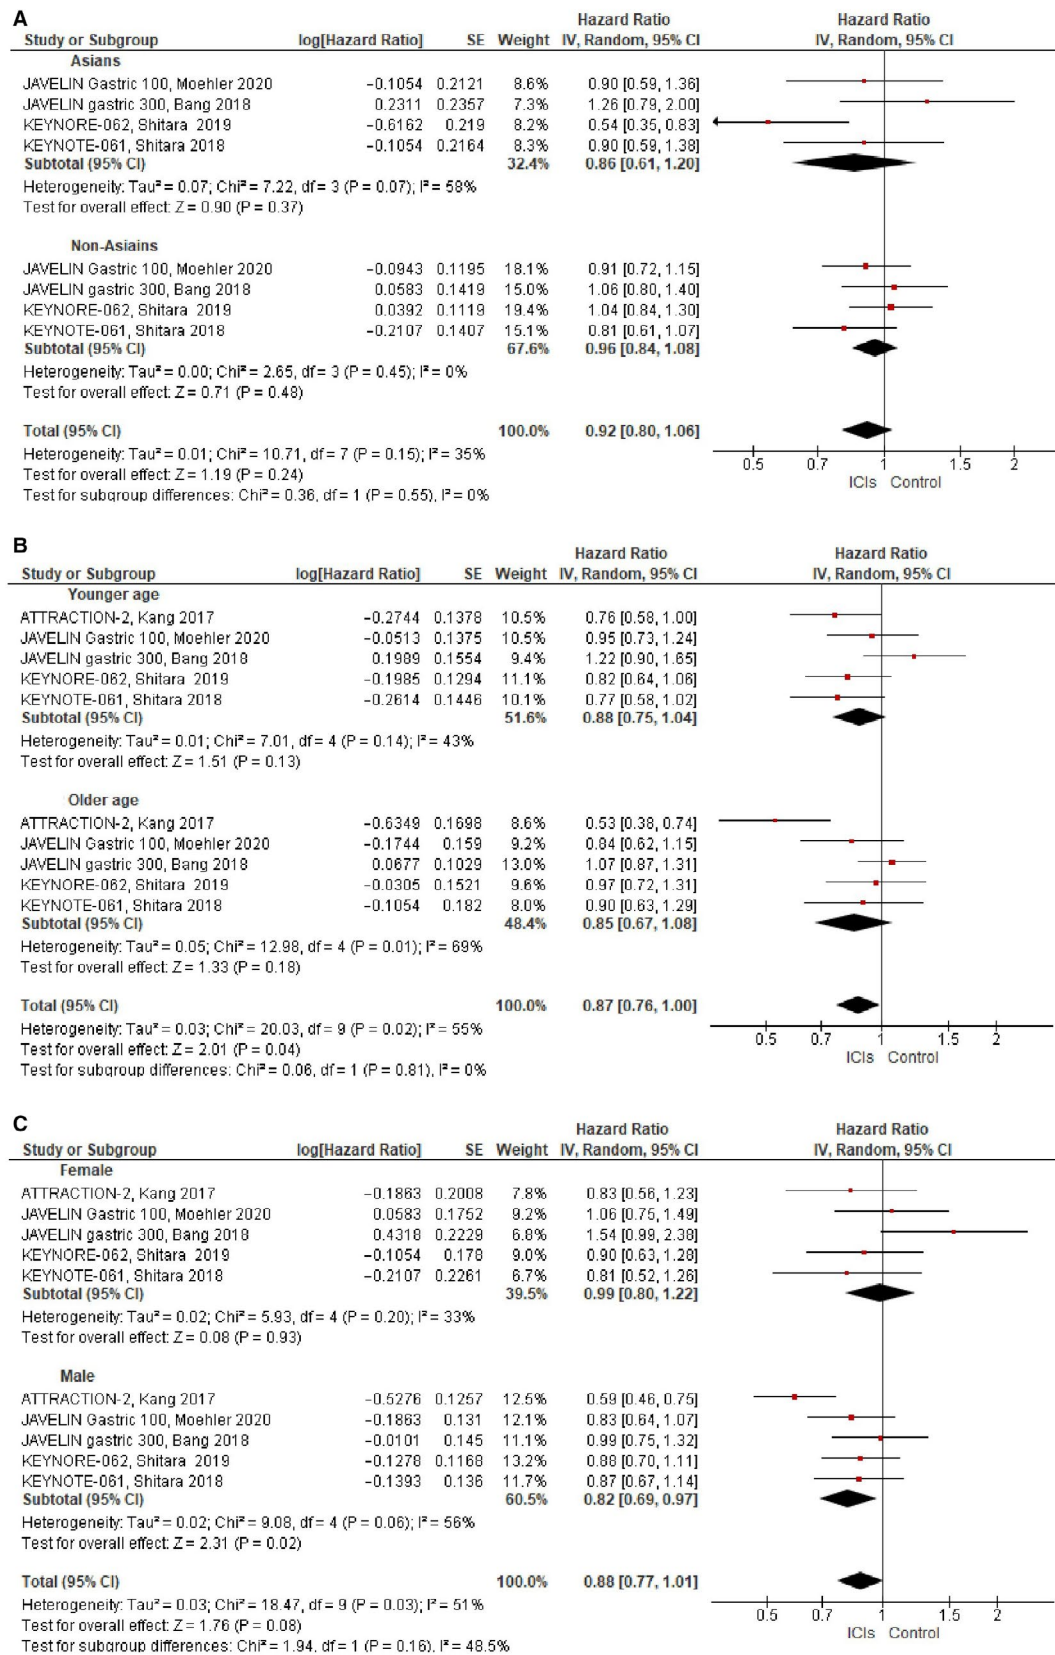 A
Hazard Ratio Hazard Ratio
Study or Subgroup log[Hazard Ratio] SE Weight IV, Random, 95% CI IV, Random, 95% CI
Asians
JAVELIN Gastric 100, Moehler 2020 −0.1054 0.2121 8.6% 0.90 [0.59, 1.36]
JAVELIN gastric 300, Bang 2018 0.2311 0.2357 7.3% 1.26 [0.79, 2.00]
KEYNORE-062, Shitara 2019 −0.6162 0.219 8.2% 0.54 [0.35, 0.83]
KEYNOTE-061, Shitara 2018 −0.1054 0.2164 8.3% 0.90 [0.59, 1.38]
Subtotal (95% CI) 32.4% 0.86 [0.61, 1.20]
Heterogeneity: Tau² = 0.07; Chi² = 7.22, df = 3 (P = 0.07); I² = 58%
Test for overall effect: Z = 0.90 (P = 0.37)
Non-Asiains
JAVELIN Gastric 100, Moehler 2020 −0.0943 0.1195 18.1% 0.91 [0.72, 1.15]
JAVELIN gastric 300, Bang 2018 0.0583 0.1419 15.0% 1.06 [0.80, 1.40]
KEYNORE-062, Shitara 2019 0.0392 0.1119 19.4% 1.04 [0.84, 1.30]
KEYNOTE-061, Shitara 2018 −0.2107 0.1407 15.1% 0.81 [0.61, 1.07]
Subtotal (95% CI) 67.6% 0.96 [0.84, 1.08]
Heterogeneity: Tau² = 0.00; Chi² = 2.65, df = 3 (P = 0.45); I² = 0%
Test for overall effect: Z = 0.71 (P = 0.48)
Total (95% CI) 100.0% 0.92 [0.80, 1.06]
Heterogeneity: Tau² = 0.01; Chi² = 10.71, df = 7 (P = 0.15); I² = 35%
Test for overall effect: Z = 1.19 (P = 0.24)
Test for subgroup differences: Chi² = 0.36, df = 1 (P = 0.55), I² = 0%
0.5 0.7 1 1.5 2
ICIs Control
B
Hazard Ratio Hazard Ratio
Study or Subgroup log[Hazard Ratio] SE Weight IV, Random, 95% CI IV, Random, 95% CI
Younger age
ATTRACTION-2, Kang 2017 −0.2744 0.1378 10.5% 0.76 [0.58, 1.00]
JAVELIN Gastric 100, Moehler 2020 −0.0513 0.1375 10.5% 0.95 [0.73, 1.24]
JAVELIN gastric 300, Bang 2018 0.1989 0.1554 9.4% 1.22 [0.90, 1.65]
KEYNORE-062, Shitara 2019 −0.1985 0.1294 11.1% 0.82 [0.64, 1.06]
KEYNOTE-061, Shitara 2018 −0.2614 0.1446 10.1% 0.77 [0.58, 1.02]
Subtotal (95% CI) 51.6% 0.88 [0.75, 1.04]
Heterogeneity: Tau² = 0.01; Chi² = 7.01, df = 4 (P = 0.14); I² = 43%
Test for overall effect: Z = 1.51 (P = 0.13)
Older age
ATTRACTION-2, Kang 2017 −0.6349 0.1698 8.6% 0.53 [0.38, 0.74]
JAVELIN Gastric 100, Moehler 2020 −0.1744 0.159 9.2% 0.84 [0.62, 1.15]
JAVELIN gastric 300, Bang 2018 0.0677 0.1029 13.0% 1.07 [0.87, 1.31]
KEYNORE-062, Shitara 2019 −0.0305 0.1521 9.6% 0.97 [0.72, 1.31]
KEYNOTE-061, Shitara 2018 −0.1054 0.182 8.0% 0.90 [0.63, 1.29]
Subtotal (95% CI) 48.4% 0.85 [0.67, 1.08]
Heterogeneity: Tau² = 0.05; Chi² = 12.98, df = 4 (P = 0.01); I² = 69%
Test for overall effect: Z = 1.33 (P = 0.18)
Total (95% CI) 100.0% 0.87 [0.76, 1.00]
Heterogeneity: Tau² = 0.03; Chi² = 20.03, df = 9 (P = 0.02); I² = 55%
Test for overall effect: Z = 2.01 (P = 0.04)
Test for subgroup differences: Chi² = 0.06, df = 1 (P = 0.81), I² = 0%
0.5 0.7 1 1.5 2
ICIs Control
C
Hazard Ratio Hazard Ratio
Study or Subgroup log[Hazard Ratio] SE Weight IV, Random, 95% CI IV, Random, 95% CI
Female
ATTRACTION-2, Kang 2017 −0.1863 0.2008 7.8% 0.83 [0.56, 1.23]
JAVELIN Gastric 100, Moehler 2020 0.0583 0.1752 9.2% 1.06 [0.75, 1.49]
JAVELIN gastric 300, Bang 2018 0.4318 0.2229 6.8% 1.54 [0.99, 2.38]
KEYNORE-062, Shitara 2019 −0.1054 0.178 9.0% 0.90 [0.63, 1.28]
KEYNOTE-061, Shitara 2018 −0.2107 0.2261 6.7% 0.81 [0.52, 1.26]
Subtotal (95% CI) 39.5% 0.99 [0.80, 1.22]
Heterogeneity: Tau² = 0.02; Chi² = 5.93, df = 4 (P = 0.20); I² = 33%
Test for overall effect: Z = 0.08 (P = 0.93)
Male
ATTRACTION-2, Kang 2017 −0.5276 0.1257 12.5% 0.59 [0.46, 0.75]
JAVELIN Gastric 100, Moehler 2020 −0.1863 0.131 12.1% 0.83 [0.64, 1.07]
JAVELIN gastric 300, Bang 2018 −0.0101 0.145 11.1% 0.99 [0.75, 1.32]
KEYNORE-062, Shitara 2019 −0.1278 0.1168 13.2% 0.88 [0.70, 1.11]
KEYNOTE-061, Shitara 2018 −0.1393 0.136 11.7% 0.87 [0.67, 1.14]
Subtotal (95% CI) 60.5% 0.82 [0.69, 0.97]
Heterogeneity: Tau² = 0.02; Chi² = 9.08, df = 4 (P = 0.06); I² = 56%
Test for overall effect: Z = 2.31 (P = 0.02)
Total (95% CI) 100.0% 0.88 [0.77, 1.01]
Heterogeneity: Tau² = 0.03; Chi² = 18.47, df = 9 (P = 0.03); I² = 51%
Test for overall effect: Z = 1.76 (P = 0.08)
Test for subgroup differences: Chi² = 1.94, df = 1 (P = 0.16), I² = 48.5%
0.5 0.7 1 1.5 2
ICIs Control